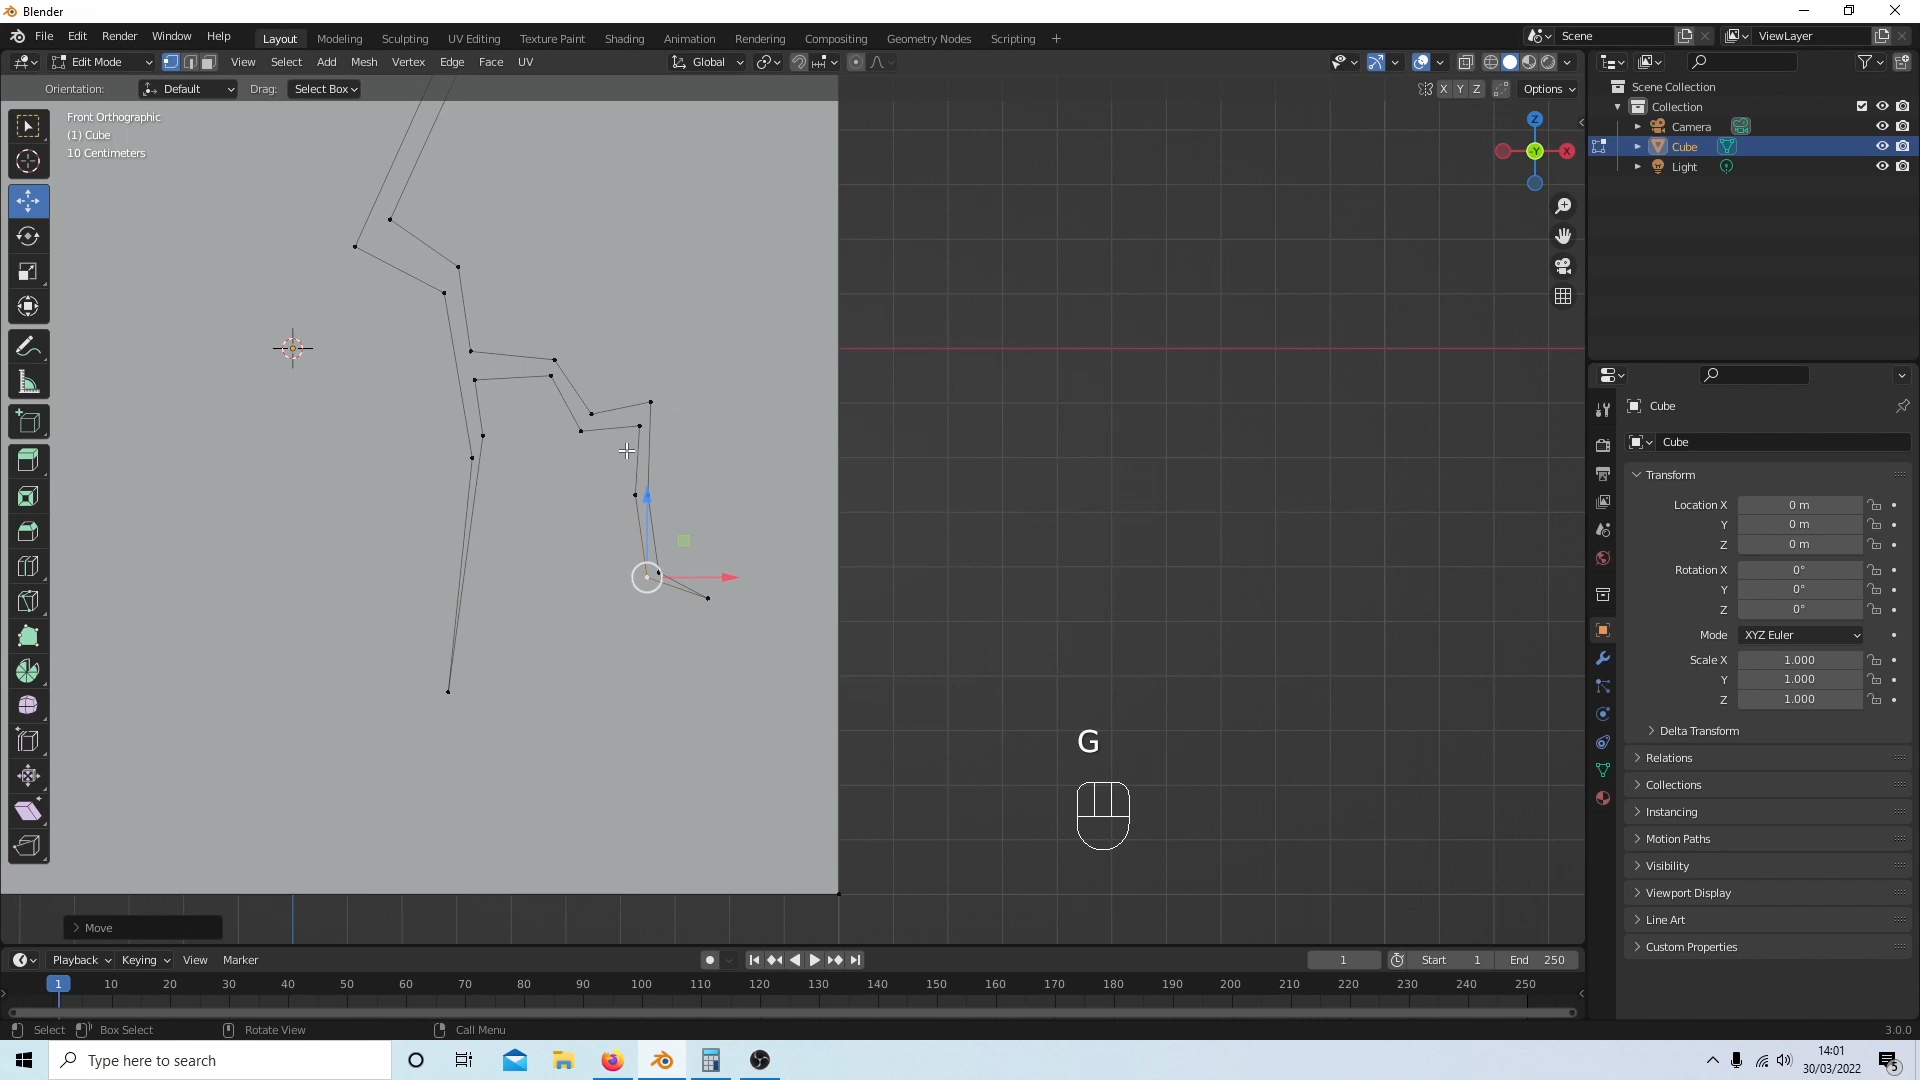 Blender
File Edit Render Window Help
Layout Modeling Sculpting UV Editing Texture Paint Shading Animation Rendering Compositing Geometry Nodes Scripting +
Scene
ViewLayer
Edit Mode View Select Add Mesh Vertex Edge Face UV
Global
Orientation: Default Drag: Select Box
X Y Z Options
Front Orthographic
(1) Cube
10 Centimeters
Z
-Y
X
G
Move
Scene Collection
Collection
Camera
Cube
Light
Cube
Cube
Transform
Location X 0 m
Y 0 m
Z 0 m
Rotation X 0°
Y 0°
Z 0°
Mode XYZ Euler
Scale X 1.000
Y 1.000
Z 1.000
Delta Transform
Relations
Collections
Instancing
Motion Paths
Visibility
Viewport Display
Line Art
Custom Properties
Playback Keying View Marker
1 Start 1 End 250
1 10 20 30 40 50 60 70 80 90 100 110 120 130 140 150 160 170 180 190 200 210 220 230 240 250
Select Box Select Rotate View Call Menu
3.0.0
Type here to search
14:01
30/03/2022
5